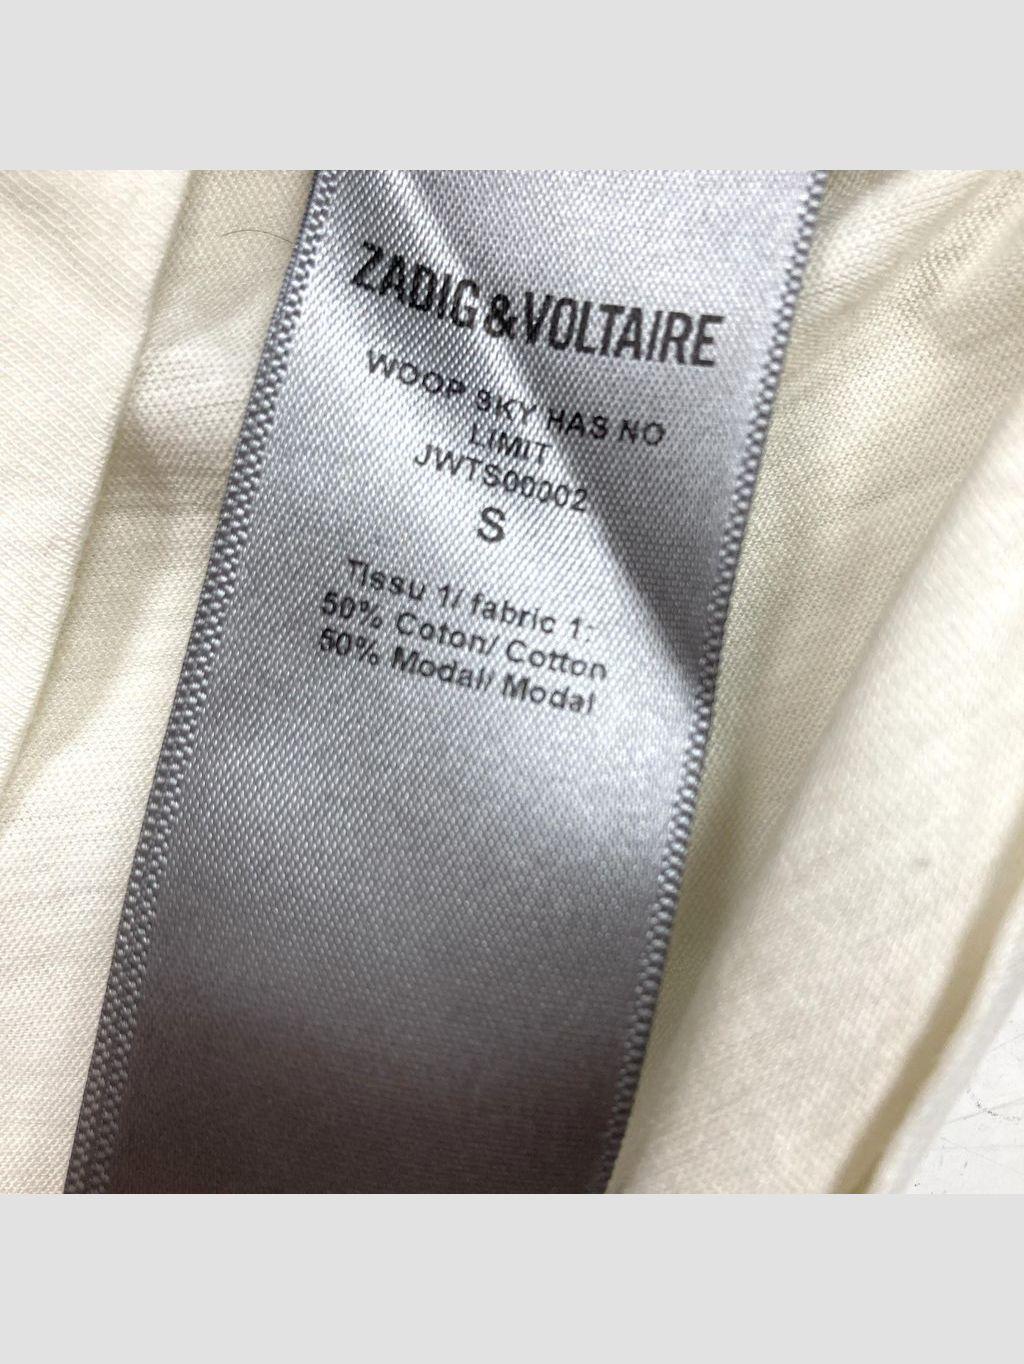 ZADIG&VOLTAIRE
WOOP SKY HAS NO
LIMIT
JWTS00002
S
Tissu 1/ fabric 1:
50% Coton/ Cotton
50% Modal/ Modal